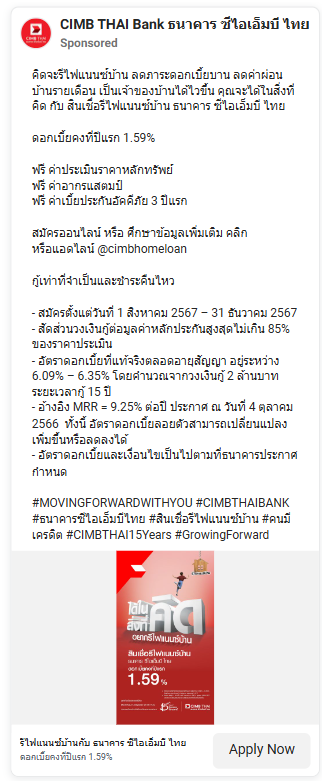 CIMB THAI Bank ธนาคาร ซีไอเอ็มบี ไทย
Sponsored
คิดจะรีไฟแนนซ์บ้าน ลดภาระดอกเบี้ยบาน ลดค่าผ่อน
บ้านรายเดือน เป็นเจ้าของบ้านได้ไวขึ้น คุณจะได้ในสิ่งที่
คิด กับ สินเชื่อรีไฟแนนซ์บ้าน ธนาคาร ซีไอเอ็มบี ไทย
ดอกเบี้ยคงที่ปีแรก 1.59%
ฟรี ค่าประเมินราคาหลักทรัพย์
ฟรี ค่าอากรแสตมป์
ฟรี ค่าเบี้ยประกันอัคคีภัย 3 ปีแรก
สมัครออนไลน์ หรือ ศึกษาข้อมูลเพิ่มเติม คลิก
หรือแอดไลน์ @cimbhomeloan
กู้เท่าที่จำเป็นและชำระคืนไหว
- สมัครตั้งแต่วันที่ 1 สิงหาคม 2567 – 31 ธันวาคม 2567
- สัดส่วนวงเงินกู้ต่อมูลค่าหลักประกันสูงสุดไม่เกิน 85%
ของราคาประเมิน
- อัตราดอกเบี้ยที่แท้จริงตลอดอายุสัญญา อยู่ระหว่าง
6.09% – 6.35% โดยคำนวณจากวงเงินกู้ 2 ล้านบาท
ระยะเวลากู้ 15 ปี
- อ้างอิง MRR = 9.25% ต่อปี ประกาศ ณ วันที่ 4 ตุลาคม
2566 ทั้งนี้ อัตราดอกเบี้ยลอยตัวสามารถเปลี่ยนแปลง
เพิ่มขึ้นหรือลดลงได้
- อัตราดอกเบี้ยและเงื่อนไขเป็นไปตามที่ธนาคารประกาศ
กำหนด
#MOVINGFORWARDWITHYOU #CIMBTHAIBANK
#ธนาคารซีไอเอ็มบีไทย #สินเชื่อรีไฟแนนซ์บ้าน #คนมี
เครดิต #CIMBTHAI15Years #GrowingForward
ได้ใน
สิ่งที่คิด
อยากรีไฟแนนซ์บ้าน
สินเชื่อรีไฟแนนซ์บ้าน
ธนาคาร ซีไอเอ็มบี ไทย
ดอกเบี้ยคงที่ปีแรก
1.59%
CIMB THAI
รีไฟแนนซ์บ้านกับ ธนาคาร ซีไอเอ็มบี ไทย
ดอกเบี้ยคงที่ปีแรก 1.59%
Apply Now